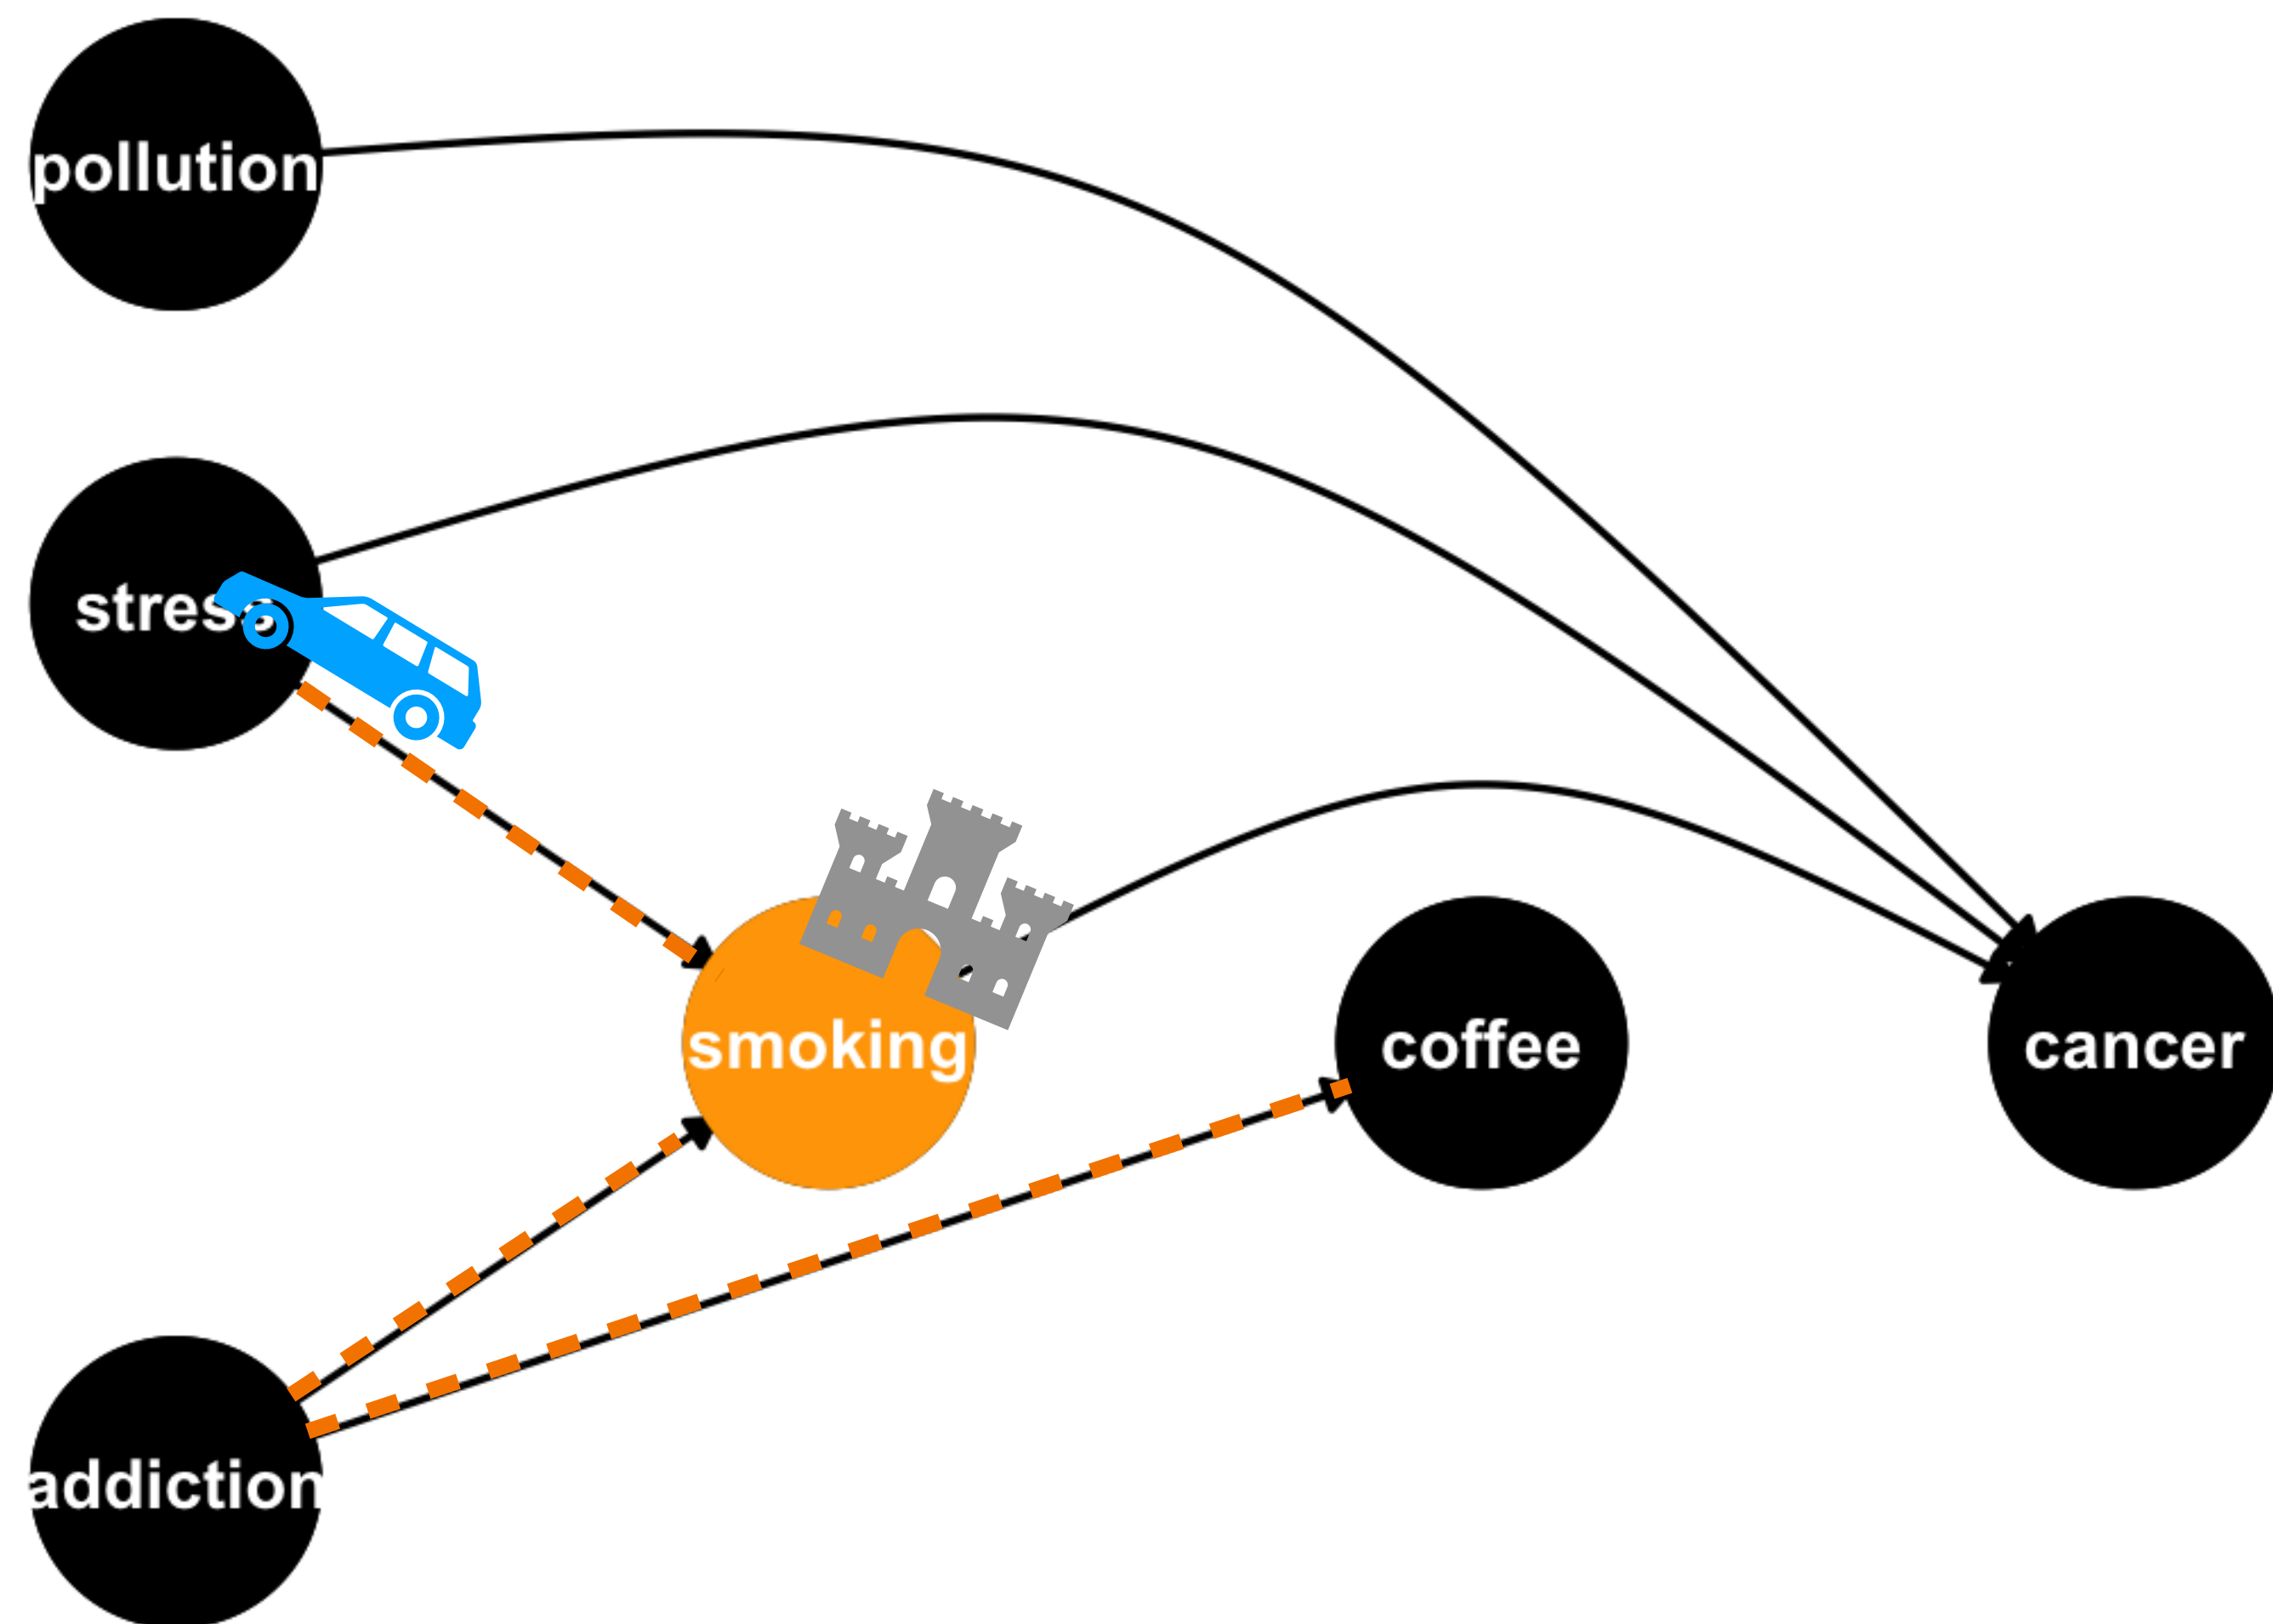 pollution
stress
smoking
coffee
cancer
addiction